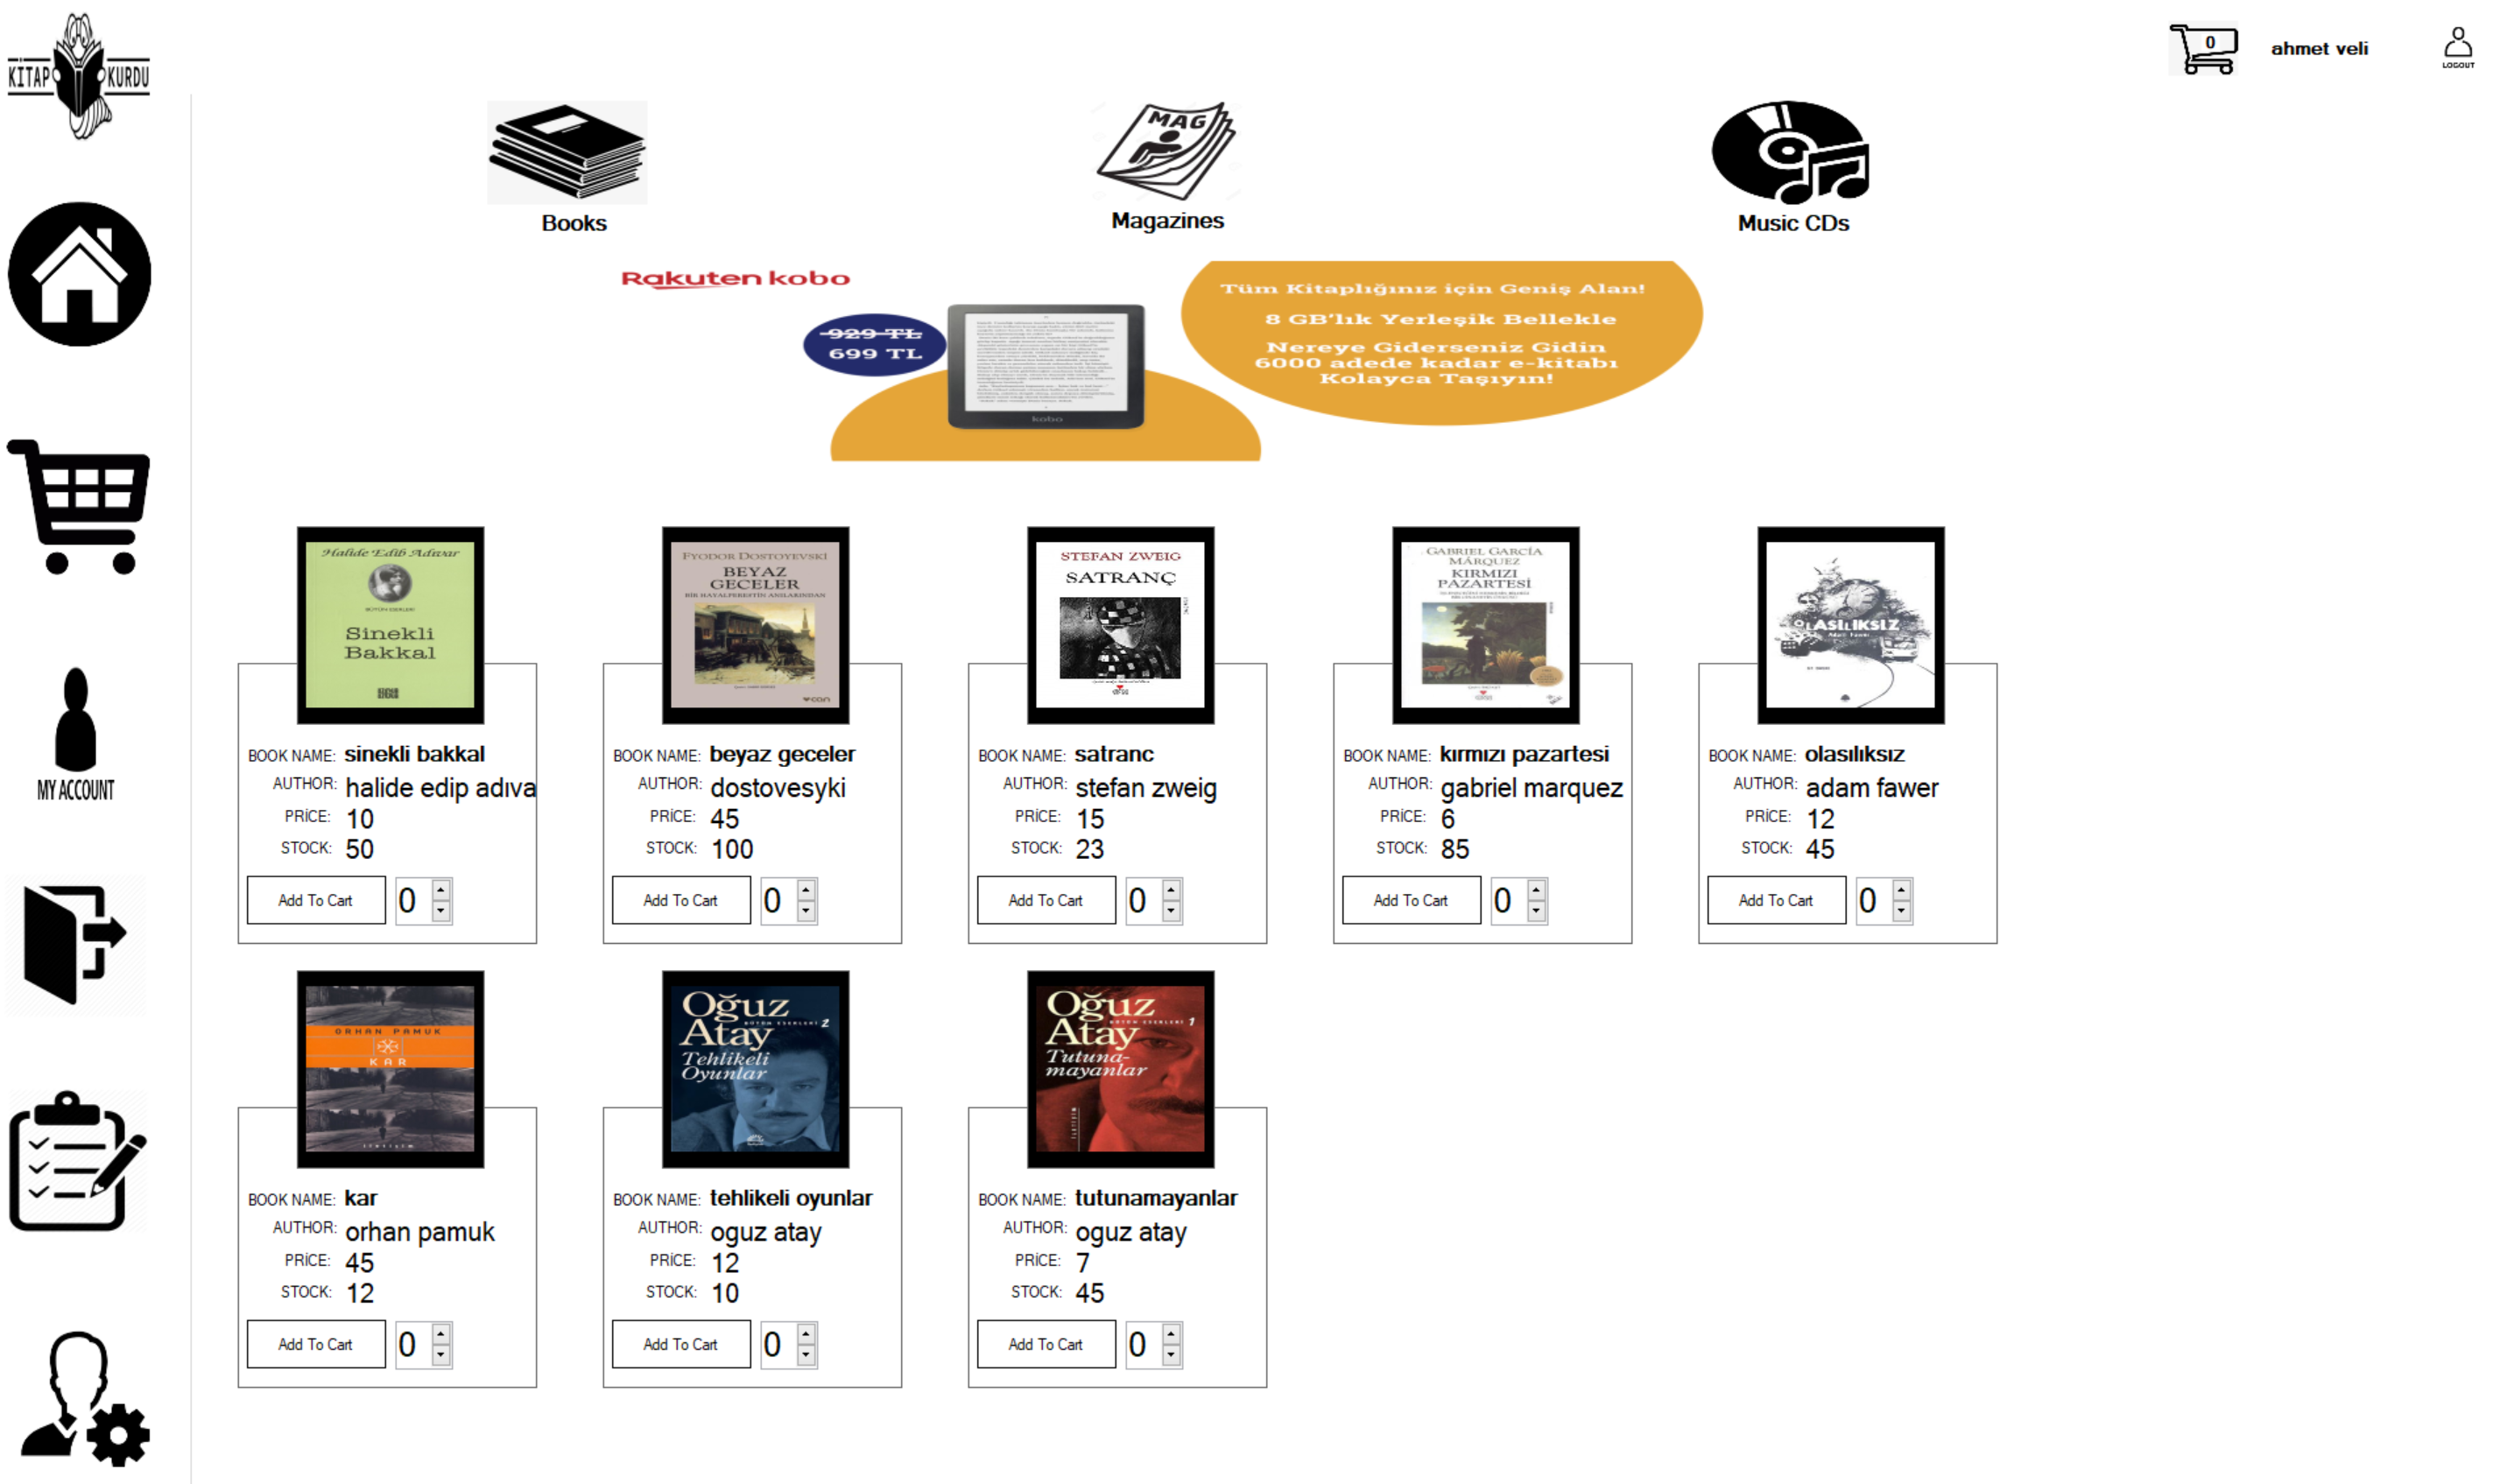 KİTAP KURDU
0
ahmet veli
LOGOUT
MAG
Books
Magazines
Music CDs
Rakuten kobo
929 TL
699 TL
kobo
Tüm Kitaplığınız için Geniş Alan!
8 GB'lık Yerleşik Bellekle
Nereye Giderseniz Gidin
6000 adede kadar e-kitabı
Kolayca Taşıyın!
MY ACCOUNT
Halide Edib Adıvar
BÜTÜN ESERLERİ
Sinekli
Bakkal
BOOK NAME: sinekli bakkal
AUTHOR: halide edip adıva
PRİCE: 10
STOCK: 50
Add To Cart 0
FYODOR DOSTOYEVSKİ
BEYAZ
GECELER
BİR HAYALPERESTİN ANILARINDAN
can
BOOK NAME: beyaz geceler
AUTHOR: dostovesyki
PRİCE: 45
STOCK: 100
Add To Cart 0
STEFAN ZWEIG
SATRANÇ
BOOK NAME: satranc
AUTHOR: stefan zweig
PRİCE: 15
STOCK: 23
Add To Cart 0
GABRIEL GARCÍA
MÁRQUEZ
KIRMIZI
PAZARTESİ
BOOK NAME: kırmızı pazartesi
AUTHOR: gabriel marquez
PRİCE: 6
STOCK: 85
Add To Cart 0
OLASILIKSIZ
Adam Fawer
BOOK NAME: olasılıksız
AUTHOR: adam fawer
PRİCE: 12
STOCK: 45
Add To Cart 0
ORHAN PAMUK
KAR
iletişim
BOOK NAME: kar
AUTHOR: orhan pamuk
PRİCE: 45
STOCK: 12
Add To Cart 0
Oğuz
BÜTÜN ESERLERİ 2
Atay
Tehlikeli
Oyunlar
BOOK NAME: tehlikeli oyunlar
AUTHOR: oguz atay
PRİCE: 12
STOCK: 10
Add To Cart 0
Oğuz
BÜTÜN ESERLERİ 1
Atay
Tutuna-
mayanlar
İLETİŞİM
BOOK NAME: tutunamayanlar
AUTHOR: oguz atay
PRİCE: 7
STOCK: 45
Add To Cart 0